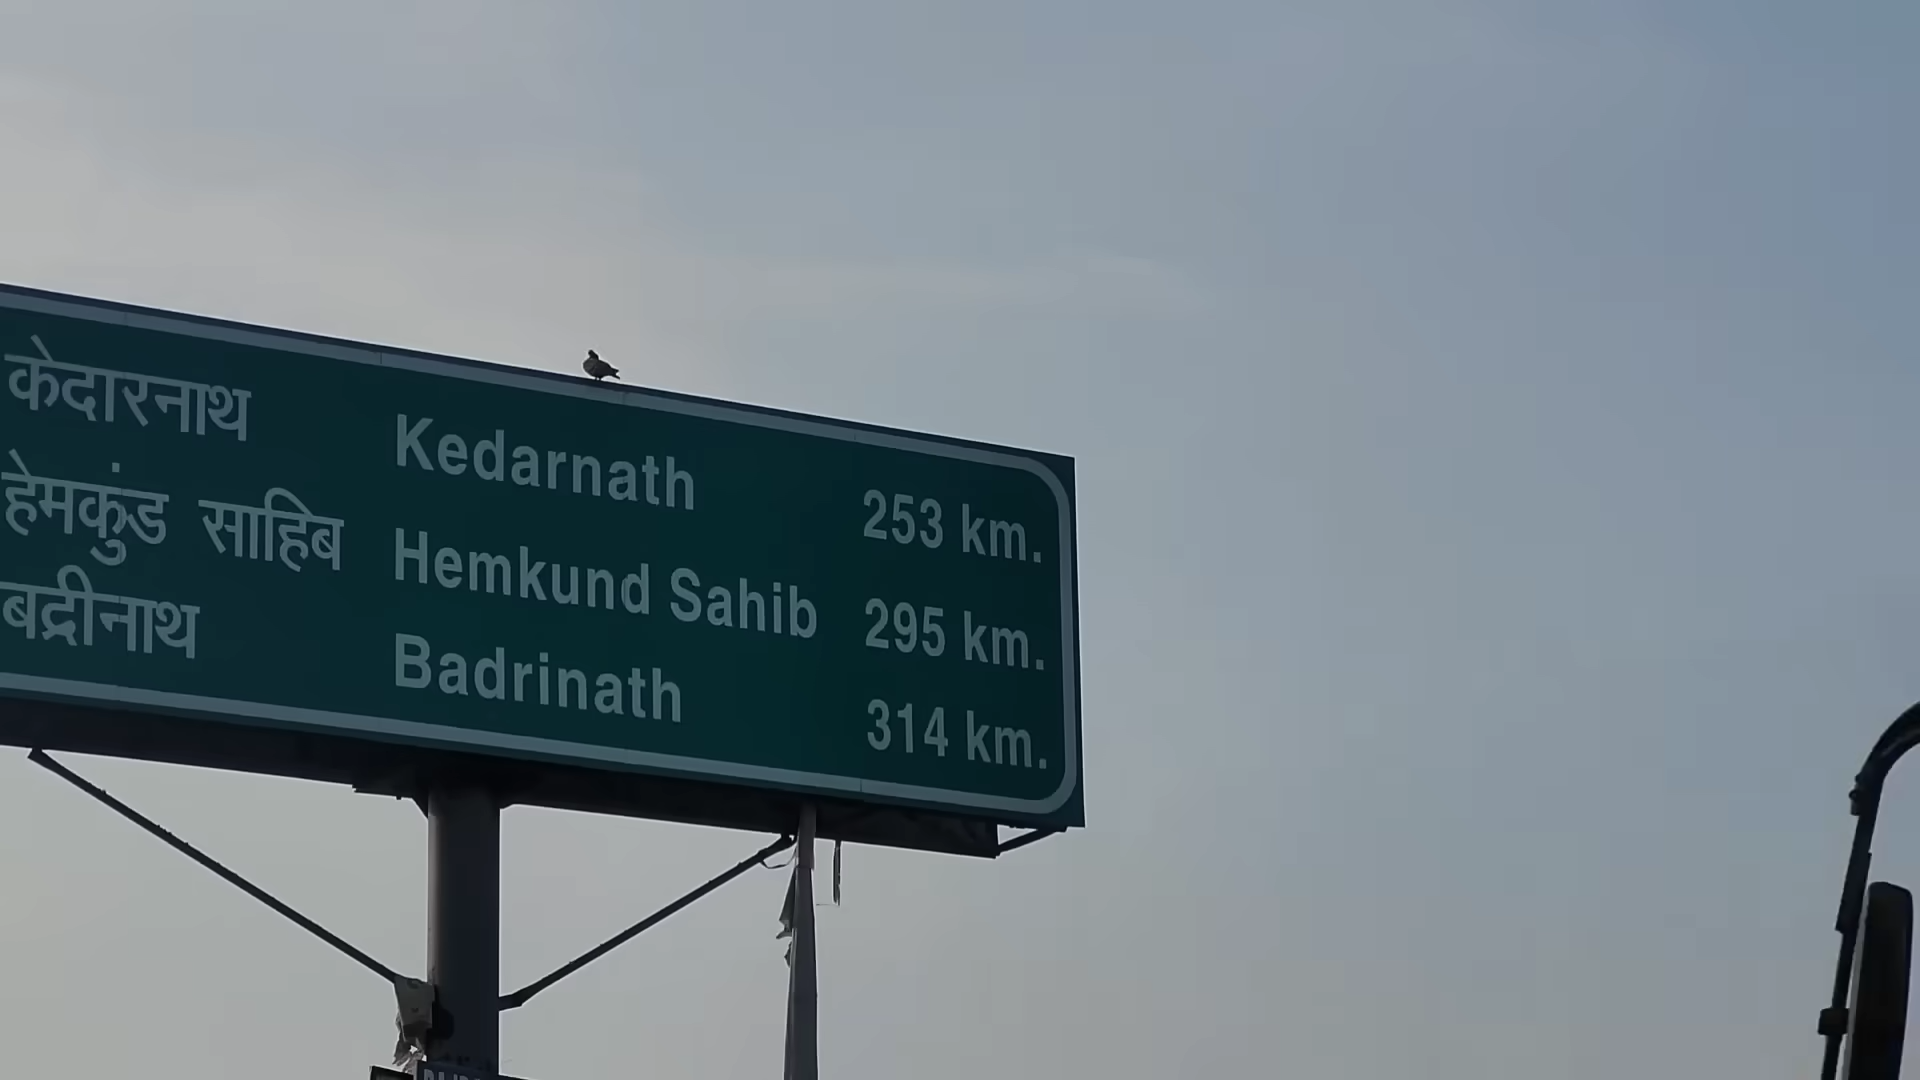 केदारनाथ Kedarnath 253 km.
हेमकुंड साहिब Hemkund Sahib 295 km.
बद्रीनाथ Badrinath 314 km.